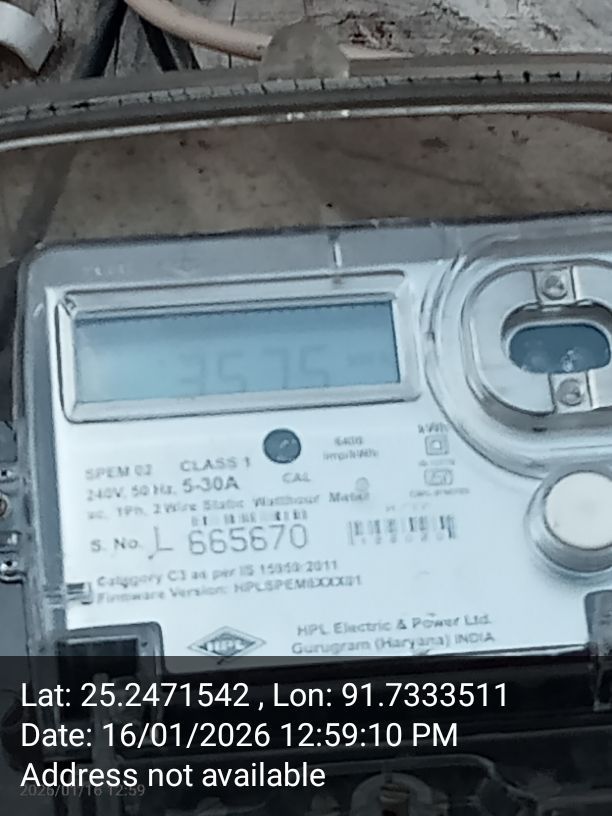 3575
6400
imp/kWh
kWh
SPEM 02 CLASS 1
CAL
240V, 50 Hz, 5-30A
ac, 1Ph, 2 Wire Static Watthour Meter
S. No. L 665670
Category C3 as per IS 15959:2011
Firmware Version:
HPL
HPL Electric & Power Ltd.
Gurugram (Haryana) INDIA
Lat: 25.2471542 , Lon: 91.7333511
Date: 16/01/2026 12:59:10 PM
Address not available
2026/01/16 12:59